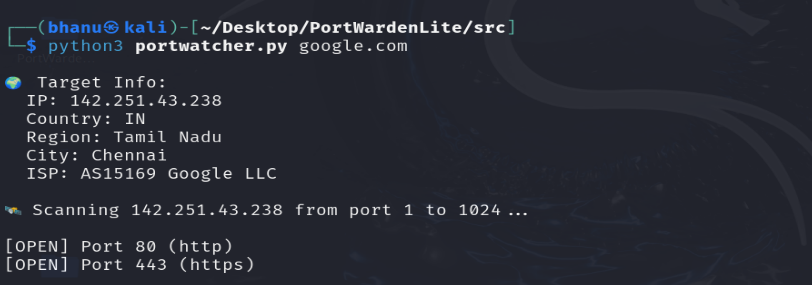 ┌──(bhanu㉿kali)-[~/Desktop/PortWardenLite/src]
└─$ python3 portwatcher.py google.com
🌍 Target Info:
IP: 142.251.43.238
Country: IN
Region: Tamil Nadu
City: Chennai
ISP: AS15169 Google LLC
🛰️ Scanning 142.251.43.238 from port 1 to 1024...
[OPEN] Port 80 (http)
[OPEN] Port 443 (https)